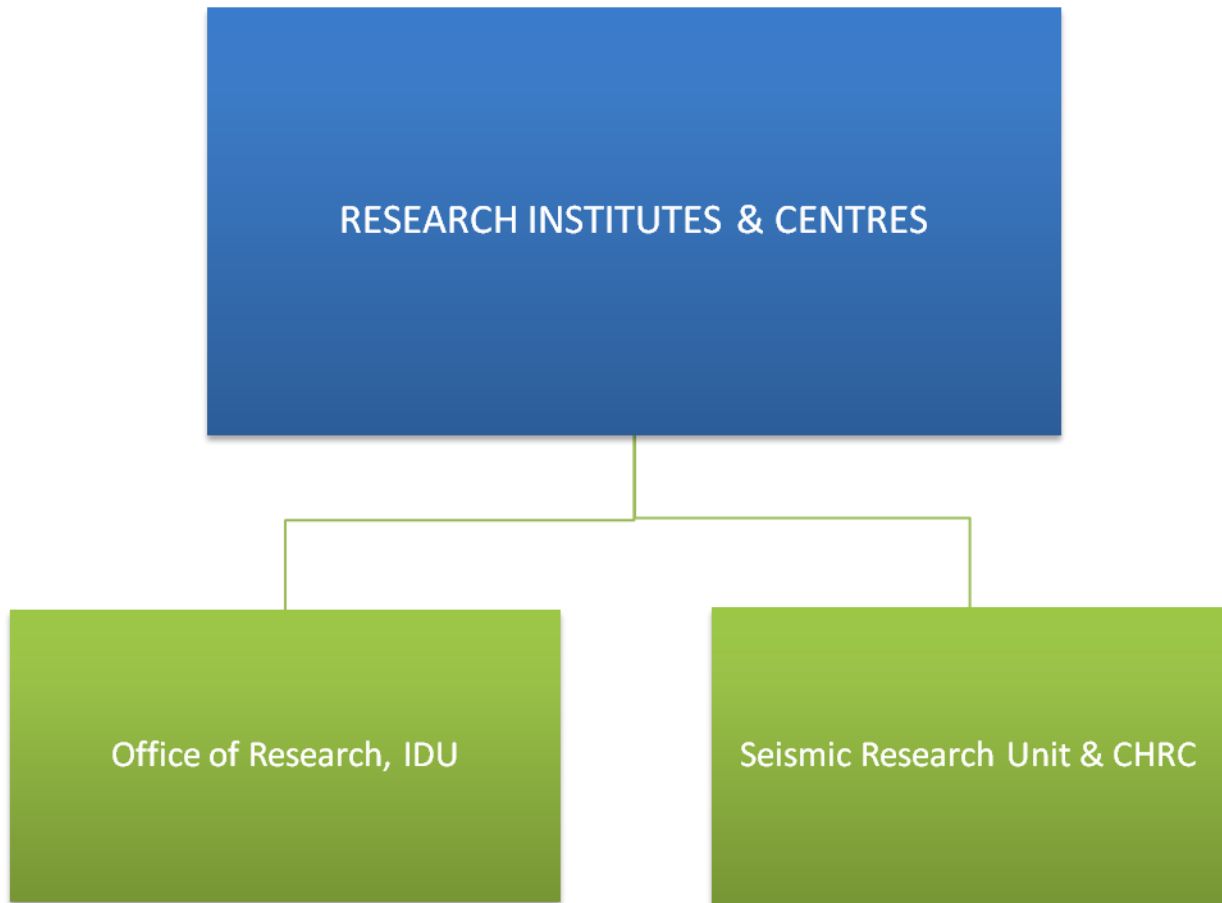 RESEARCH INSTITUTES & CENTRES
Office of Research, IDU
Seismic Research Unit & CHRC